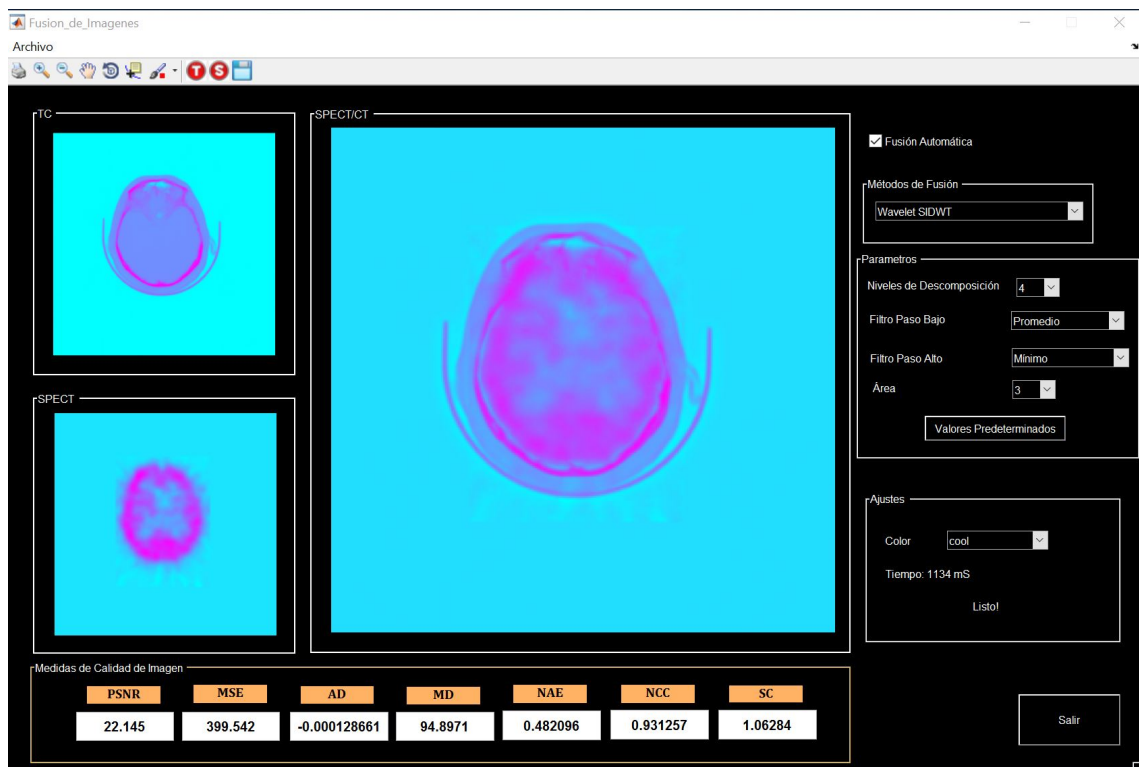 Fusion_de_Imagenes
Archivo
T S
TC
SPECT/CT
Fusión Automática
Métodos de Fusión
Wavelet SIDWT
Parametros
Niveles de Descomposición 4
Filtro Paso Bajo Promedio
Filtro Paso Alto Mínimo
Área 3
Valores Predeterminados
SPECT
Ajustes
Color cool
Tiempo: 1134 mS
Listo!
Medidas de Calidad de Imagen
PSNR MSE AD MD NAE NCC SC
22.145 399.542 -0.000128661 94.8971 0.482096 0.931257 1.06284
Salir